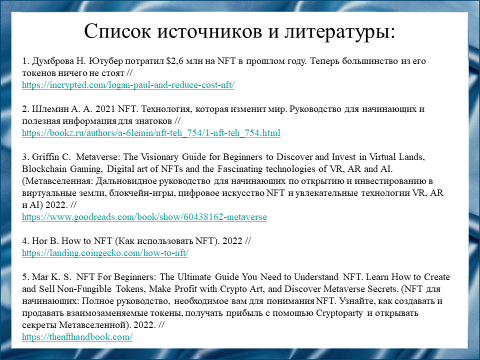 Список источников и литературы:
1. Думброва Н. Ютубер потратил $2,6 млн на NFT в прошлом году. Теперь большинство из его
токенов ничего не стоят //
https://incrypted.com/logan-paul-and-reduce-cost-nft/
2. Шлемин А. А. 2021 NFT. Технология, которая изменит мир. Руководство для начинающих и
полезная информация для знатоков //
https://bookz.ru/authors/a-6lemin/nft-teh_754/1-nft-teh_754.html
3. Griffin C. Metaverse: The Visionary Guide for Beginners to Discover and Invest in Virtual Lands,
Blockchain Gaming, Digital art of NFTs and the Fascinating technologies of VR, AR and AI.
(Метавселенная: Дальновидное руководство для начинающих по открытию и инвестированию в
виртуальные земли, блокчейн-игры, цифровое искусство NFT и увлекательные технологии VR, AR
и AI) 2022. //
https://www.goodreads.com/book/show/60438162-metaverse
4. Hor B. How to NFT (Как использовать NFT). 2022 //
https://landing.coingecko.com/how-to-nft/
5. Mar K. S. NFT For Beginners: The Ultimate Guide You Need to Understand NFT. Learn How to Create
and Sell Non-Fungible Tokens, Make Profit with Crypto Art, and Discover Metaverse Secrets. (NFT для
начинающих: Полное руководство, необходимое вам для понимания NFT. Узнайте, как создавать и
продавать взаимозаменяемые токены, получать прибыль с помощью Cryptoparty и открывать
секреты Метавселенной). 2022. //
https://thenfthandbook.com/